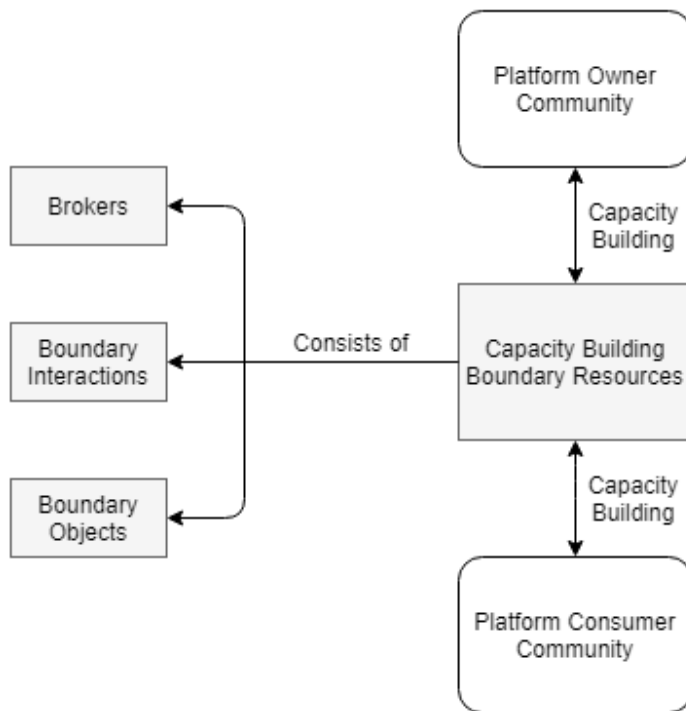 Platform Owner
Community
Capacity
Building
Brokers
Boundary
Interactions
Consists of
Capacity Building
Boundary Resources
Boundary
Objects
Capacity
Building
Platform Consumer
Community